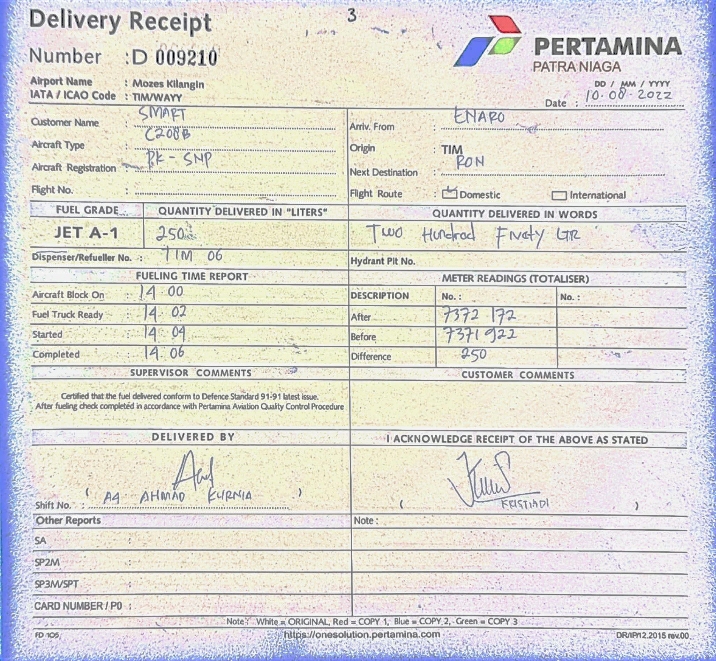 Delivery Receipt
3
Number : D 009210
PERTAMINA
PATRA NIAGA
Airport Name : Mozes Kilangin
IATA / ICAO Code : TIM/WAYY
DD / MM / YYYY
Date : 10-08-2022
Customer Name : SMART
Arriv. From : ENARO
Aircraft Type : C208B
Origin : TIM
Aircraft Registration : PK - SNP
Next Destination : RON
Flight No. :
Flight Route : Domestic International
FUEL GRADE QUANTITY DELIVERED IN "LITERS" QUANTITY DELIVERED IN WORDS
JET A-1 250 Two Hundred Fivety LTR
Dispenser/Refueller No. : TIM 06
Hydrant Pit No.
FUELING TIME REPORT
METER READINGS (TOTALISER)
Aircraft Block On : 14 00
DESCRIPTION No. : No. :
Fuel Truck Ready : 14 02
After 7372 172
Started : 14 04
Before 7371 922
Completed : 14 06
Difference 250
SUPERVISOR COMMENTS
CUSTOMER COMMENTS
Certified that the fuel delivered conform to Defence Standard 91-91 latest issue.
After fueling check completed in accordance with Pertamina Aviation Quality Control Procedure
DELIVERED BY
I ACKNOWLEDGE RECEIPT OF THE ABOVE AS STATED
Shift No. : ( A4 AHMAD KURNIA )
( KRISTIADI )
Other Reports
Note :
SA :
SP2M :
SP3M/SPT :
CARD NUMBER / PO :
Note : White = ORIGINAL, Red = COPY 1, Blue = COPY 2, Green = COPY 3
FD 105
https://onesolution.pertamina.com
DR/IP/12.2015 rev.00